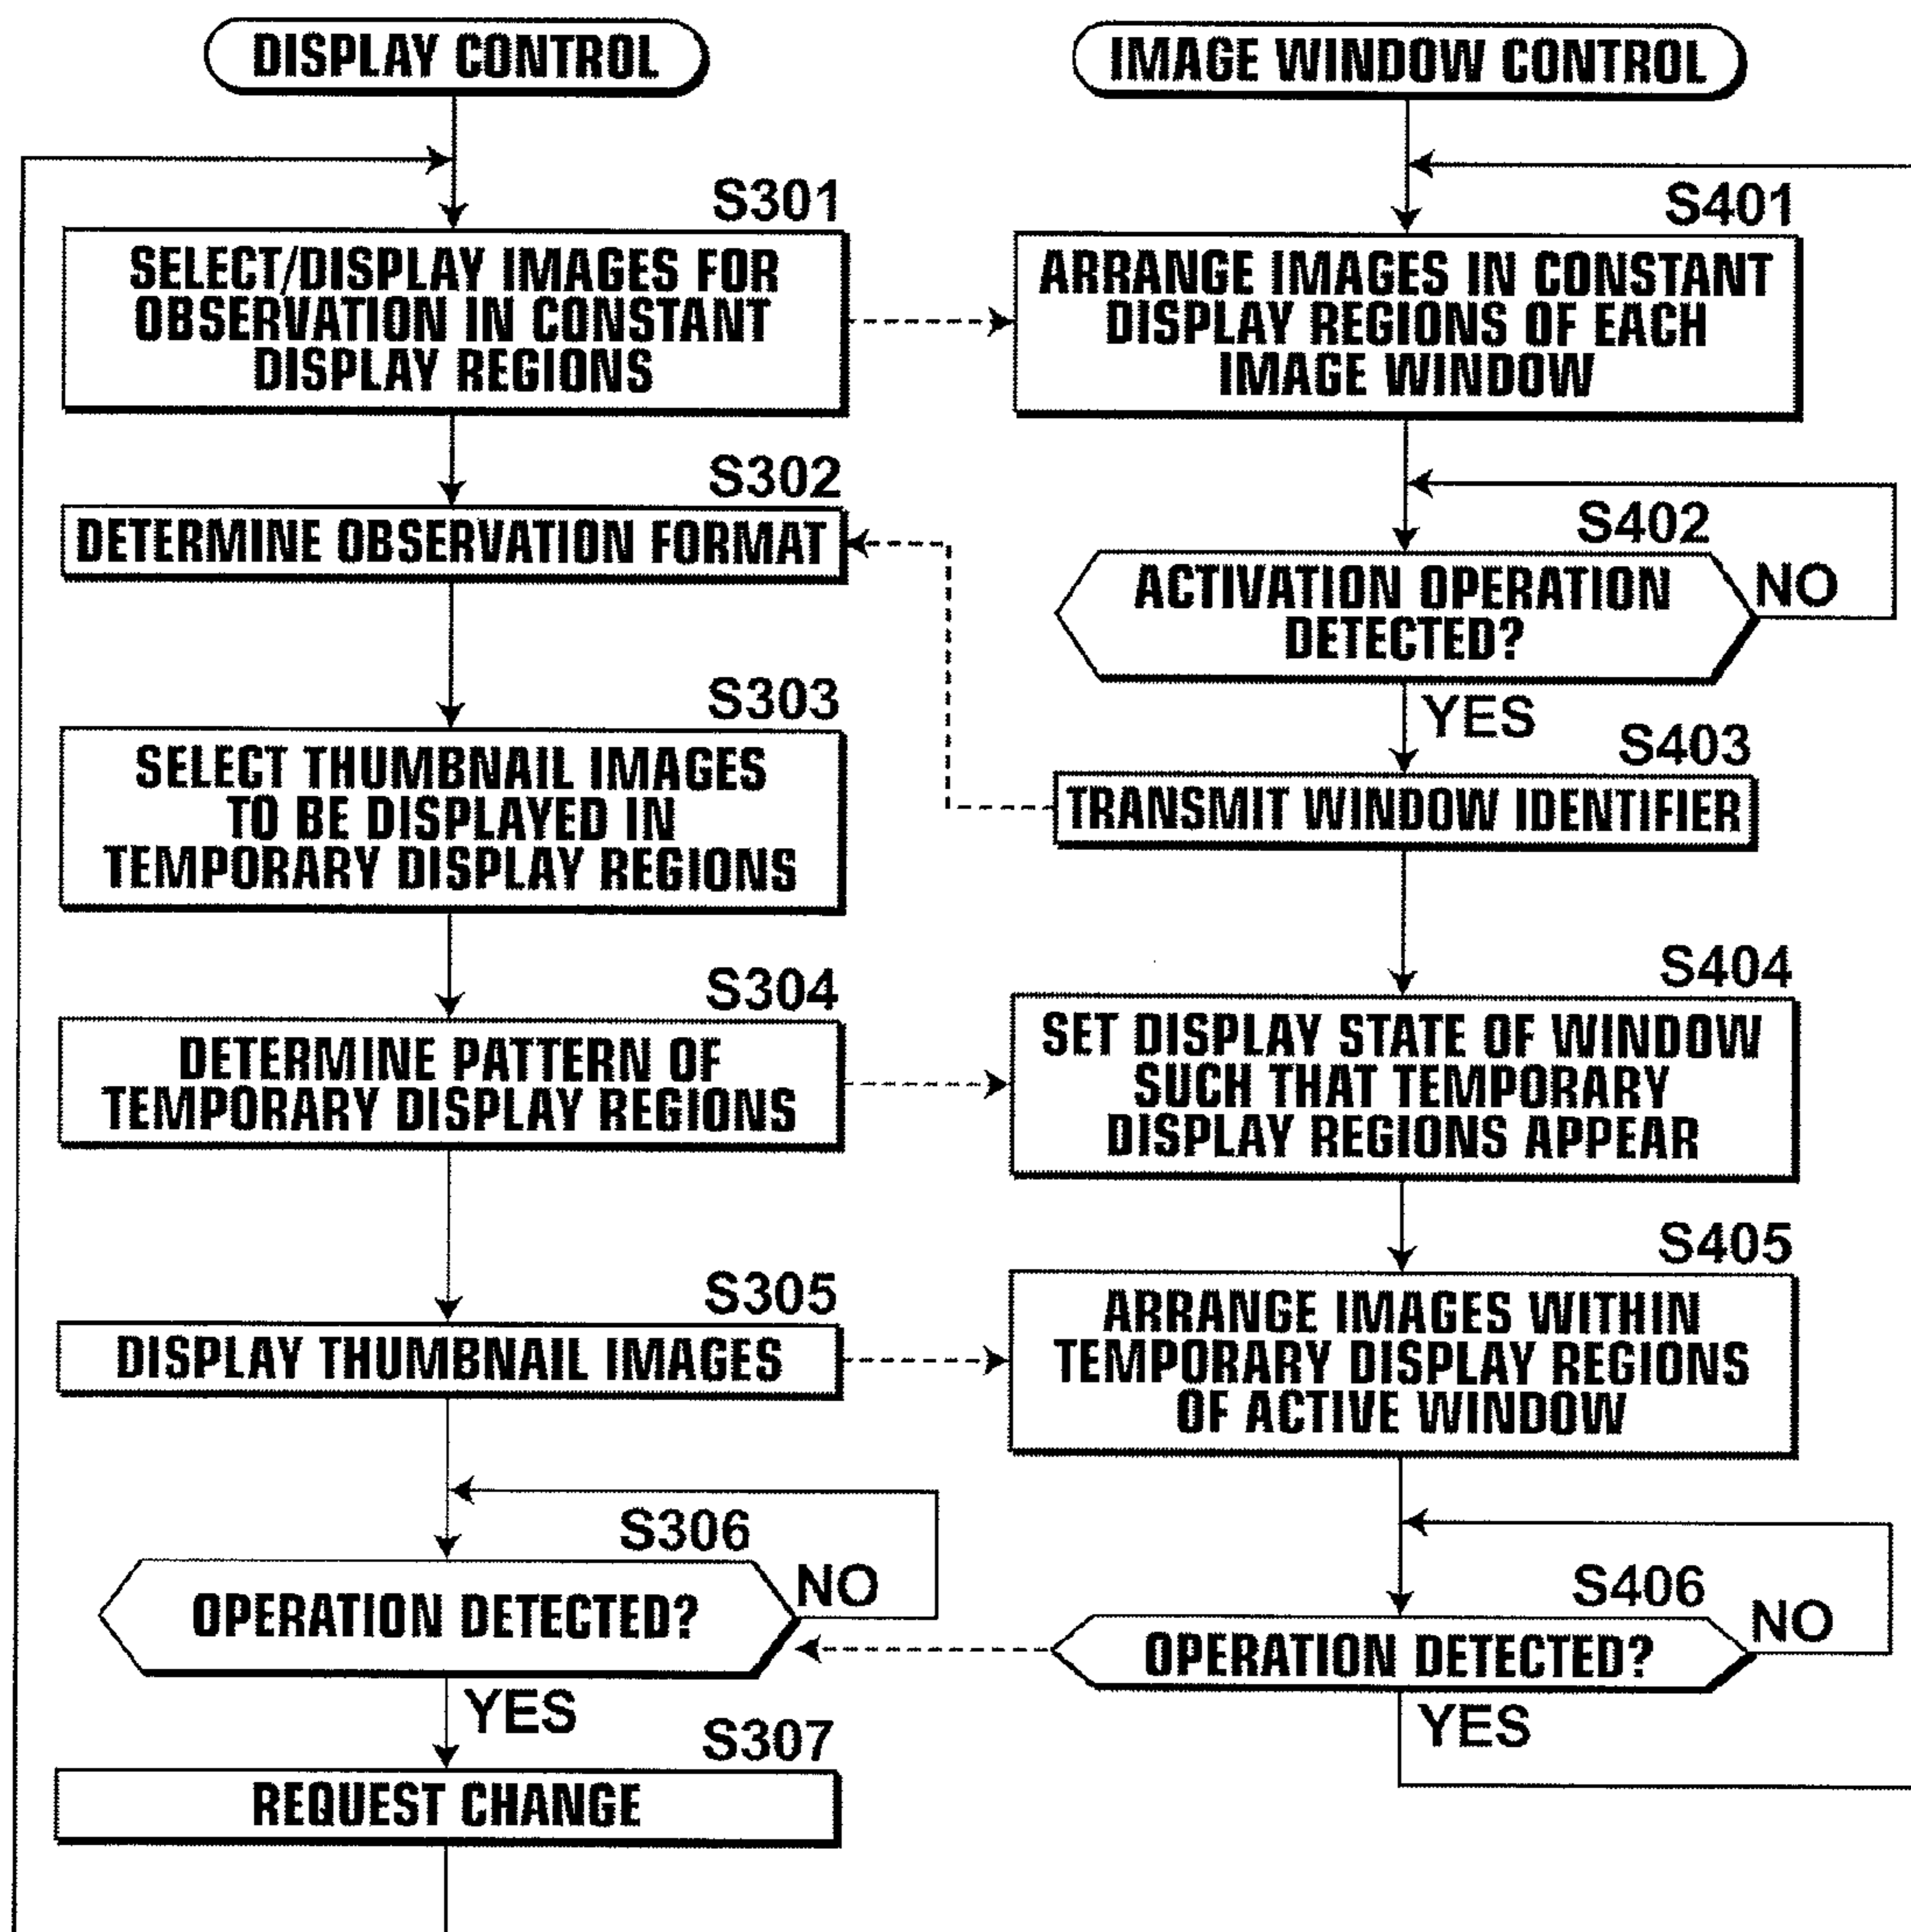 DISPLAY CONTROL
S301
SELECT/DISPLAY IMAGES FOR
OBSERVATION IN CONSTANT
DISPLAY REGIONS
S302
DETERMINE OBSERVATION FORMAT
S303
SELECT THUMBNAIL IMAGES
TO BE DISPLAYED IN
TEMPORARY DISPLAY REGIONS
S304
DETERMINE PATTERN OF
TEMPORARY DISPLAY REGIONS
S305
DISPLAY THUMBNAIL IMAGES
S306
OPERATION DETECTED?
NO
YES
S307
REQUEST CHANGE
IMAGE WINDOW CONTROL
S401
ARRANGE IMAGES IN CONSTANT
DISPLAY REGIONS OF EACH
IMAGE WINDOW
S402
ACTIVATION OPERATION
DETECTED?
NO
YES
S403
TRANSMIT WINDOW IDENTIFIER
S404
SET DISPLAY STATE OF WINDOW
SUCH THAT TEMPORARY
DISPLAY REGIONS APPEAR
S405
ARRANGE IMAGES WITHIN
TEMPORARY DISPLAY REGIONS
OF ACTIVE WINDOW
S406
OPERATION DETECTED?
NO
YES